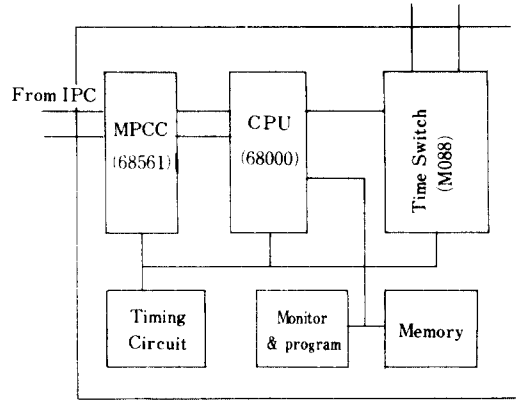 From IPC
MPCC
(68561)
CPU
(68000)
Time Switch
(M088)
Timing
Circuit
Monitor
& program
Memory